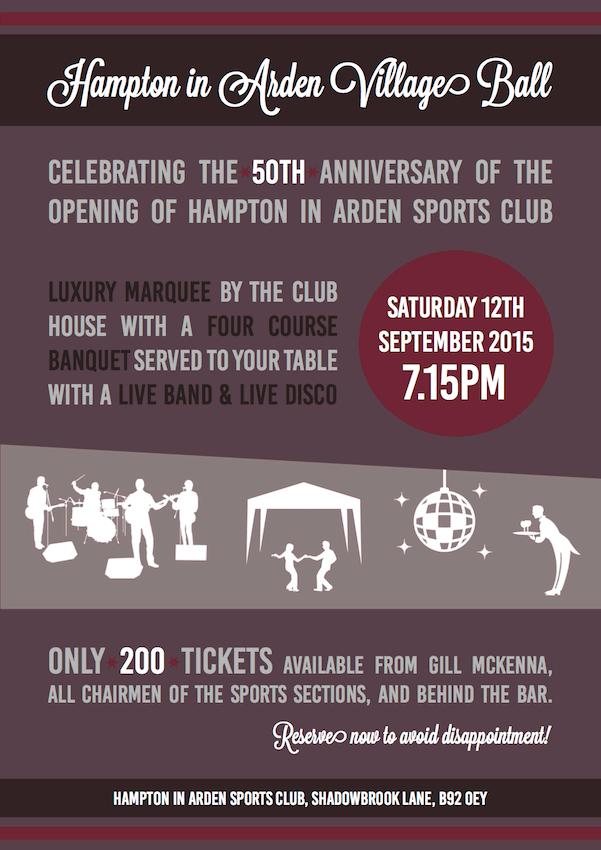 Hampton in Arden Village Ball
CELEBRATING THE *50TH* ANNIVERSARY OF THE
OPENING OF HAMPTON IN ARDEN SPORTS CLUB
LUXURY MARQUEE BY THE CLUB
HOUSE WITH A FOUR COURSE
BANQUET SERVED TO YOUR TABLE
WITH A LIVE BAND & LIVE DISCO
SATURDAY 12TH
SEPTEMBER 2015
7.15PM
ONLY *200* TICKETS AVAILABLE FROM GILL MCKENNA,
ALL CHAIRMEN OF THE SPORTS SECTIONS, AND BEHIND THE BAR.
Reserve now to avoid disappointment!
HAMPTON IN ARDEN SPORTS CLUB, SHADOWBROOK LANE, B92 0EY